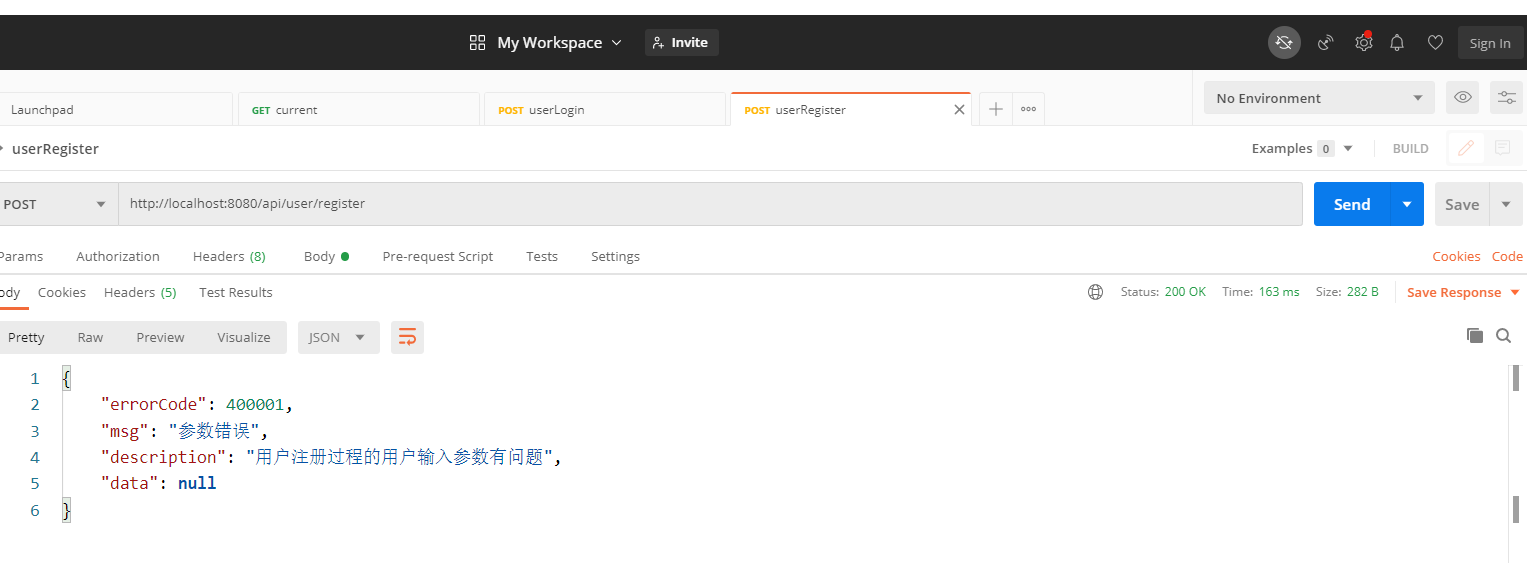 My Workspace Invite Sign In
Launchpad GET current POST userLogin POST userRegister No Environment
userRegister Examples 0 BUILD
POST http://localhost:8080/api/user/register Send Save
Params Authorization Headers (8) Body Pre-request Script Tests Settings Cookies Code
ody Cookies Headers (5) Test Results Status: 200 OK Time: 163 ms Size: 282 B Save Response
Pretty Raw Preview Visualize JSON
1 {
2 "errorCode": 400001,
3 "msg": "参数错误",
4 "description": "用户注册过程的用户输入参数有问题",
5 "data": null
6 }